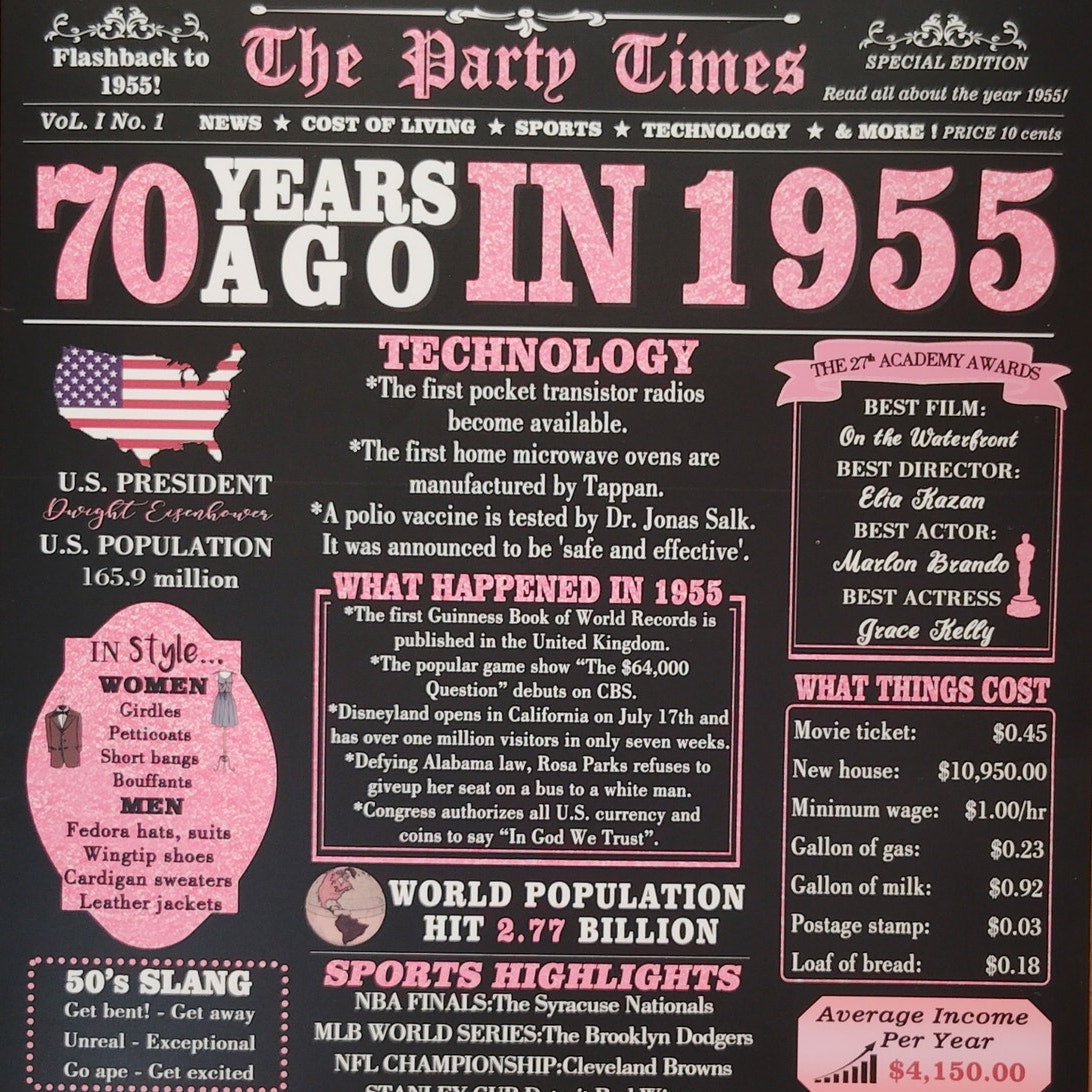 Flashback to
1955!
The Party Times
SPECIAL EDITION
Read all about the year 1955!
VoL. I No. 1 NEWS ★ COST OF LIVING ★ SPORTS ★ TECHNOLOGY ★ & MORE ! PRICE 10 cents
70 YEARS AGO IN 1955
U.S. PRESIDENT
Dwight Eisenhower
U.S. POPULATION
165.9 million
IN Style...
WOMEN
Girdles
Petticoats
Short bangs
Bouffants
MEN
Fedora hats, suits
Wingtip shoes
Cardigan sweaters
Leather jackets
50's SLANG
Get bent! - Get away
Unreal - Exceptional
Go ape - Get excited
TECHNOLOGY
*The first pocket transistor radios
become available.
*The first home microwave ovens are
manufactured by Tappan.
*A polio vaccine is tested by Dr. Jonas Salk.
It was announced to be 'safe and effective'.
WHAT HAPPENED IN 1955
*The first Guinness Book of World Records is
published in the United Kingdom.
*The popular game show “The $64,000
Question” debuts on CBS.
*Disneyland opens in California on July 17th and
has over one million visitors in only seven weeks.
*Defying Alabama law, Rosa Parks refuses to
giveup her seat on a bus to a white man.
*Congress authorizes all U.S. currency and
coins to say “In God We Trust”.
WORLD POPULATION
HIT 2.77 BILLION
SPORTS HIGHLIGHTS
NBA FINALS:The Syracuse Nationals
MLB WORLD SERIES:The Brooklyn Dodgers
NFL CHAMPIONSHIP:Cleveland Browns
STANLEY CUP
THE 27th ACADEMY AWARDS
BEST FILM:
On the Waterfront
BEST DIRECTOR:
Elia Kazan
BEST ACTOR:
Marlon Brando
BEST ACTRESS
Grace Kelly
WHAT THINGS COST
Movie ticket: $0.45
New house: $10,950.00
Minimum wage: $1.00/hr
Gallon of gas: $0.23
Gallon of milk: $0.92
Postage stamp: $0.03
Loaf of bread: $0.18
Average Income
Per Year
$4,150.00